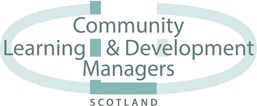 Community
Learning & Development
Managers
SCOTLAND